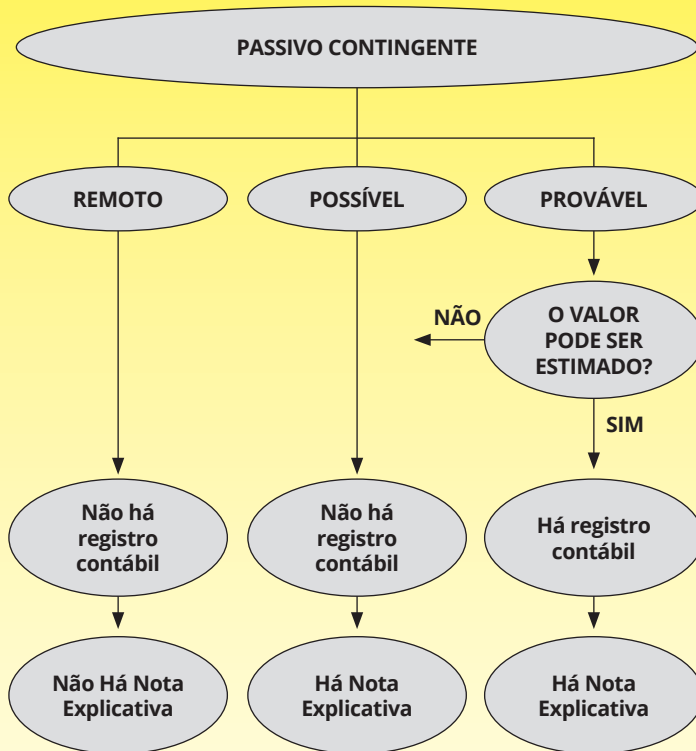 PASSIVO CONTINGENTE
REMOTO
POSSÍVEL
PROVÁVEL
NÃO
O VALOR
PODE SER
ESTIMADO?
SIM
Não há
registro
contábil
Não há
registro
contábil
Há registro
contábil
Não Há Nota
Explicativa
Há Nota
Explicativa
Há Nota
Explicativa